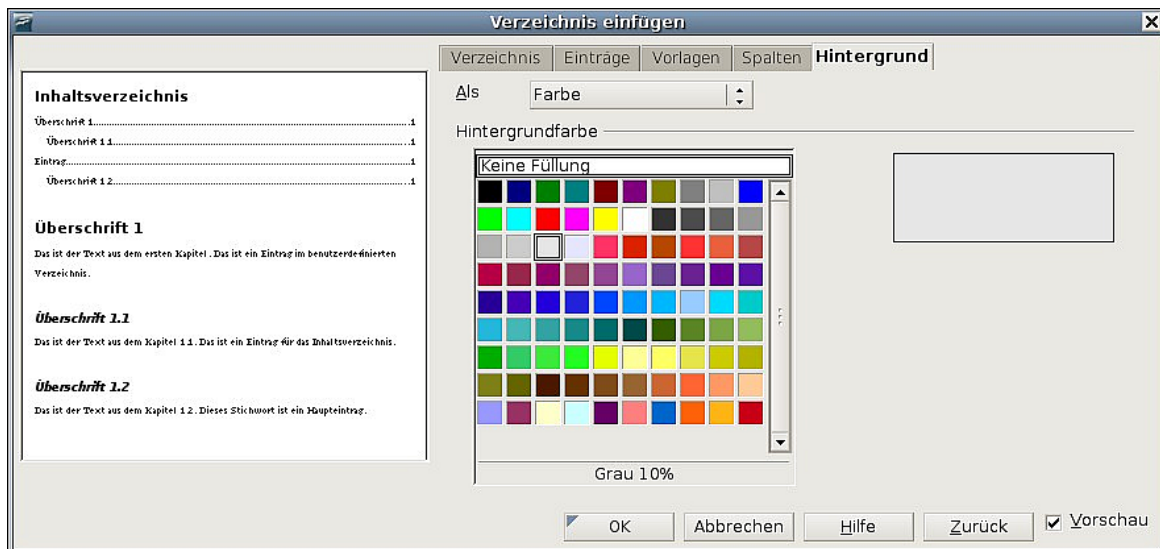 Verzeichnis einfügen
Verzeichnis Einträge Vorlagen Spalten Hintergrund
Inhaltsverzeichnis
Überschrift 1..........1
Überschrift 1.1..........1
Eintrag..........1
Überschrift 1.2..........1
Überschrift 1
Das ist der Text aus dem ersten Kapitel. Das ist ein Eintrag im benutzerdefinierten
Verzeichnis.
Überschrift 1.1
Das ist der Text aus dem Kapitel 1.1. Das ist ein Eintrag für das Inhaltsverzeichnis.
Überschrift 1.2
Das ist der Text aus dem Kapitel 1.2. Dieses Stichwort ist ein Haupteintrag.
Als Farbe
Hintergrundfarbe
Keine Füllung
Grau 10%
OK Abbrechen Hilfe Zurück Vorschau